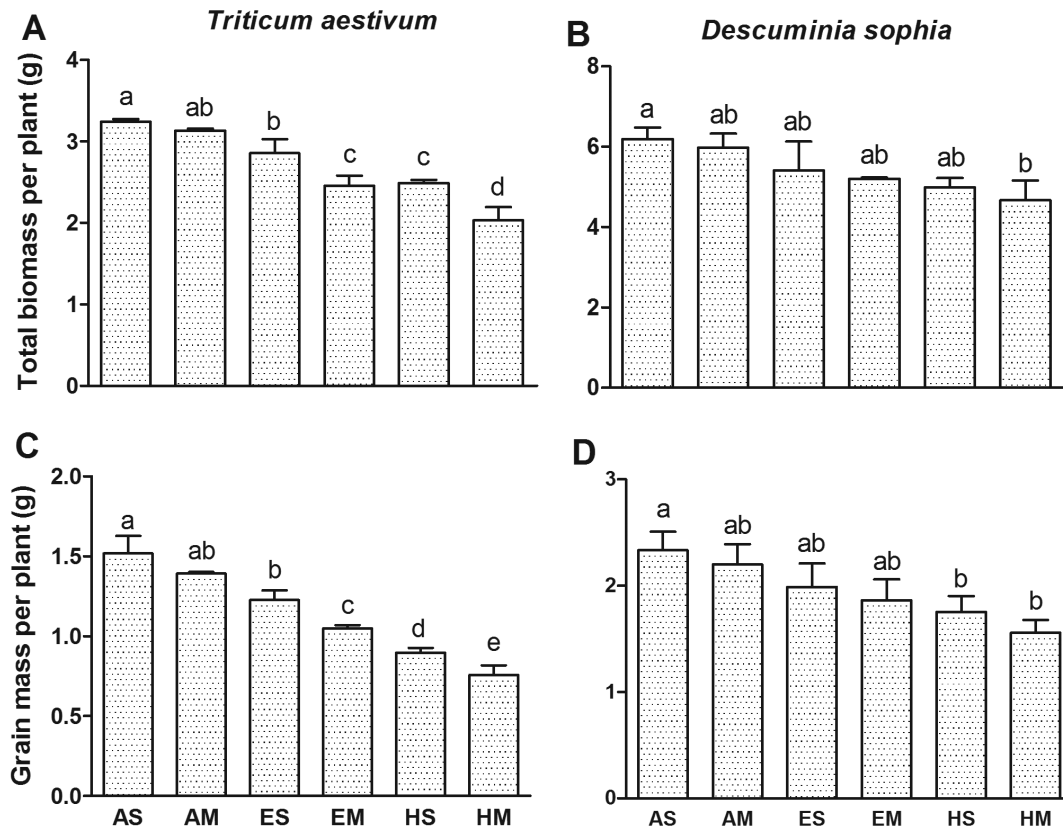 A
Triticum aestivum
Total biomass per plant (g)
4
3
2
1
0
a
ab
b
c
c
d
B
Descuminia sophia
8
6
4
2
0
a
ab
ab
ab
ab
b
C
Grain mass per plant (g)
2.0
1.5
1.0
0.5
0.0
a
ab
b
c
d
e
AS AM ES EM HS HM
D
3
2
1
0
a
ab
ab
ab
b
b
AS AM ES EM HS HM